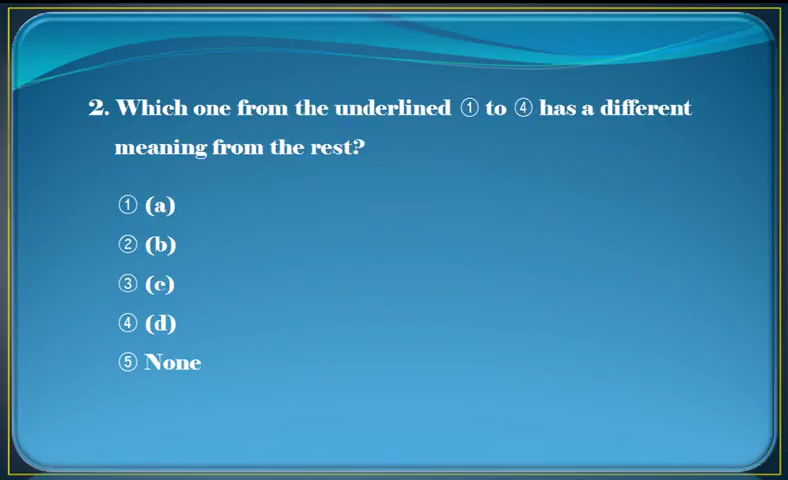 2. Which one from the underlined ① to ④ has a different
meaning from the rest?
① (a)
② (b)
③ (c)
④ (d)
⑤ None